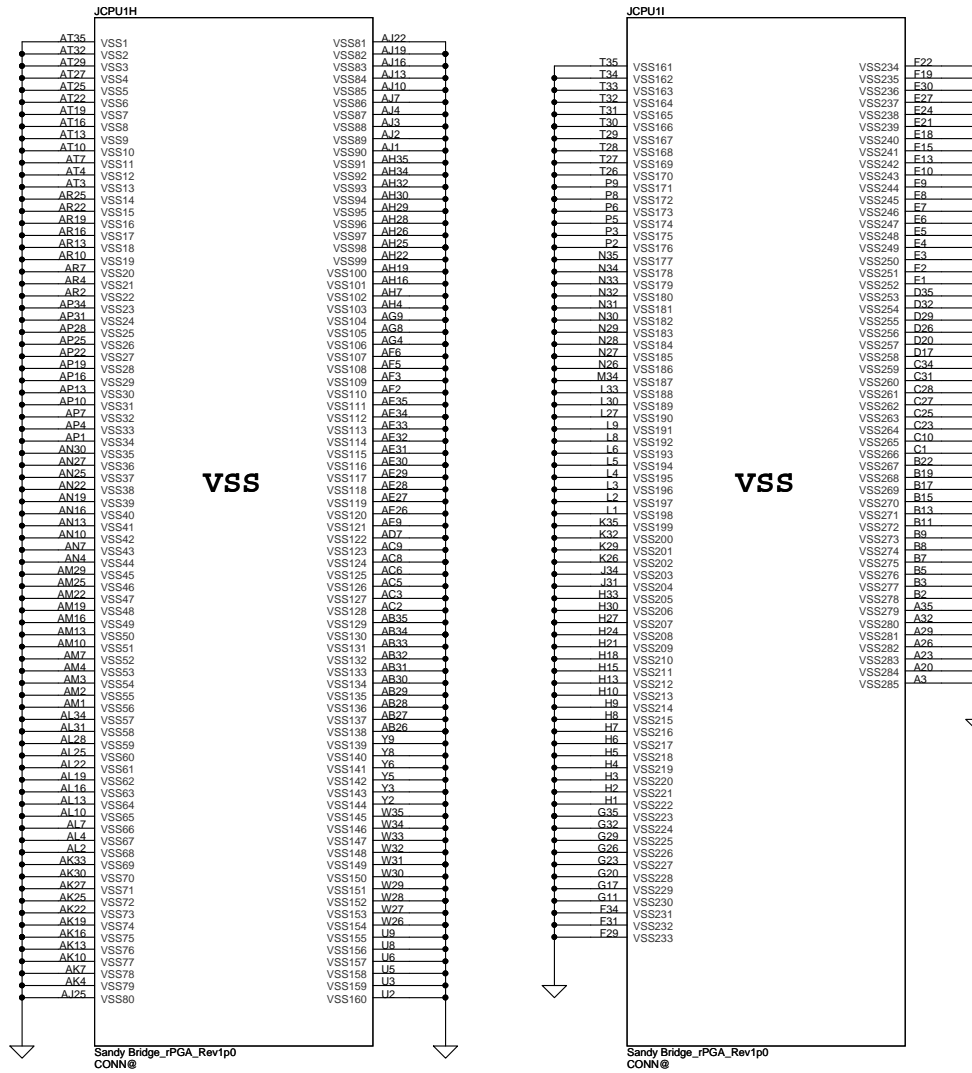 JCPU1H
AT35 VSS1 VSS81 AJ22
AT32 VSS2 VSS82 AJ19
AT29 VSS3 VSS83 AJ16
AT27 VSS4 VSS84 AJ13
AT25 VSS5 VSS85 AJ10
AT22 VSS6 VSS86 AJ7
AT19 VSS7 VSS87 AJ4
AT16 VSS8 VSS88 AJ3
AT13 VSS9 VSS89 AJ2
AT10 VSS10 VSS90 AJ1
AT7 VSS11 VSS91 AH35
AT4 VSS12 VSS92 AH34
AT3 VSS13 VSS93 AH32
AR25 VSS14 VSS94 AH30
AR22 VSS15 VSS95 AH29
AR19 VSS16 VSS96 AH28
AR16 VSS17 VSS97 AH26
AR13 VSS18 VSS98 AH25
AR10 VSS19 VSS99 AH22
AR7 VSS20 VSS100 AH19
AR4 VSS21 VSS101 AH16
AR2 VSS22 VSS102 AH7
AP34 VSS23 VSS103 AH4
AP31 VSS24 VSS104 AG9
AP28 VSS25 VSS105 AG8
AP25 VSS26 VSS106 AG4
AP22 VSS27 VSS107 AF6
AP19 VSS28 VSS108 AF5
AP16 VSS29 VSS109 AF3
AP13 VSS30 VSS110 AF2
AP10 VSS31 VSS111 AE35
AP7 VSS32 VSS112 AE34
AP4 VSS33 VSS113 AE33
AP1 VSS34 VSS114 AE32
AN30 VSS35 VSS115 AE31
AN27 VSS36 VSS116 AE30
AN25 VSS37 VSS117 AE29
AN22 VSS38 VSS118 AE28
VSS
AN19 VSS39 VSS119 AE27
AN16 VSS40 VSS120 AE26
AN13 VSS41 VSS121 AE9
AN10 VSS42 VSS122 AD7
AN7 VSS43 VSS123 AC9
AN4 VSS44 VSS124 AC8
AM29 VSS45 VSS125 AC6
AM25 VSS46 VSS126 AC5
AM22 VSS47 VSS127 AC3
AM19 VSS48 VSS128 AC2
AM16 VSS49 VSS129 AB35
AM13 VSS50 VSS130 AB34
AM10 VSS51 VSS131 AB33
AM7 VSS52 VSS132 AB32
AM4 VSS53 VSS133 AB31
AM3 VSS54 VSS134 AB30
AM2 VSS55 VSS135 AB29
AM1 VSS56 VSS136 AB28
AL34 VSS57 VSS137 AB27
AL31 VSS58 VSS138 AB26
AL28 VSS59 VSS139 Y9
AL25 VSS60 VSS140 Y8
AL22 VSS61 VSS141 Y6
AL19 VSS62 VSS142 Y5
AL16 VSS63 VSS143 Y3
AL13 VSS64 VSS144 Y2
AL10 VSS65 VSS145 W35
AL7 VSS66 VSS146 W34
AL4 VSS67 VSS147 W33
AL2 VSS68 VSS148 W32
AK33 VSS69 VSS149 W31
AK30 VSS70 VSS150 W30
AK27 VSS71 VSS151 W29
AK25 VSS72 VSS152 W28
AK22 VSS73 VSS153 W27
AK19 VSS74 VSS154 W26
AK16 VSS75 VSS155 U9
AK13 VSS76 VSS156 U8
AK10 VSS77 VSS157 U6
AK7 VSS78 VSS158 U5
AK4 VSS79 VSS159 U3
AJ25 VSS80 VSS160 U2
Sandy Bridge_rPGA_Rev1p0
CONN@
JCPU1I
T35 VSS161 VSS234 F22
T34 VSS162 VSS235 F19
T33 VSS163 VSS236 E30
T32 VSS164 VSS237 E27
T31 VSS165 VSS238 E24
T30 VSS166 VSS239 E21
T29 VSS167 VSS240 E18
T28 VSS168 VSS241 E15
T27 VSS169 VSS242 E13
T26 VSS170 VSS243 E10
P9 VSS171 VSS244 E9
P8 VSS172 VSS245 E8
P6 VSS173 VSS246 E7
P5 VSS174 VSS247 E6
P3 VSS175 VSS248 E5
P2 VSS176 VSS249 E4
N35 VSS177 VSS250 E3
N34 VSS178 VSS251 E2
N33 VSS179 VSS252 E1
N32 VSS180 VSS253 D35
N31 VSS181 VSS254 D32
N30 VSS182 VSS255 D29
N29 VSS183 VSS256 D26
N28 VSS184 VSS257 D20
N27 VSS185 VSS258 D17
N26 VSS186 VSS259 C34
M34 VSS187 VSS260 C31
L33 VSS188 VSS261 C28
L30 VSS189 VSS262 C27
L27 VSS190 VSS263 C25
L9 VSS191 VSS264 C23
L8 VSS192 VSS265 C10
L6 VSS193 VSS266 C1
L5 VSS194 VSS267 B22
L4 VSS195 VSS268 B19
L3 VSS196 VSS269 B17
VSS
L2 VSS197 VSS270 B15
L1 VSS198 VSS271 B13
K35 VSS199 VSS272 B11
K32 VSS200 VSS273 B9
K29 VSS201 VSS274 B8
K26 VSS202 VSS275 B7
J34 VSS203 VSS276 B5
J31 VSS204 VSS277 B3
H33 VSS205 VSS278 B2
H30 VSS206 VSS279 A35
H27 VSS207 VSS280 A32
H24 VSS208 VSS281 A29
H21 VSS209 VSS282 A26
H18 VSS210 VSS283 A23
H15 VSS211 VSS284 A20
H13 VSS212 VSS285 A3
H10 VSS213
H9 VSS214
H8 VSS215
H7 VSS216
H6 VSS217
H5 VSS218
H4 VSS219
H3 VSS220
H2 VSS221
H1 VSS222
G35 VSS223
G32 VSS224
G29 VSS225
G26 VSS226
G23 VSS227
G20 VSS228
G17 VSS229
G11 VSS230
F34 VSS231
F31 VSS232
F29 VSS233
Sandy Bridge_rPGA_Rev1p0
CONN@